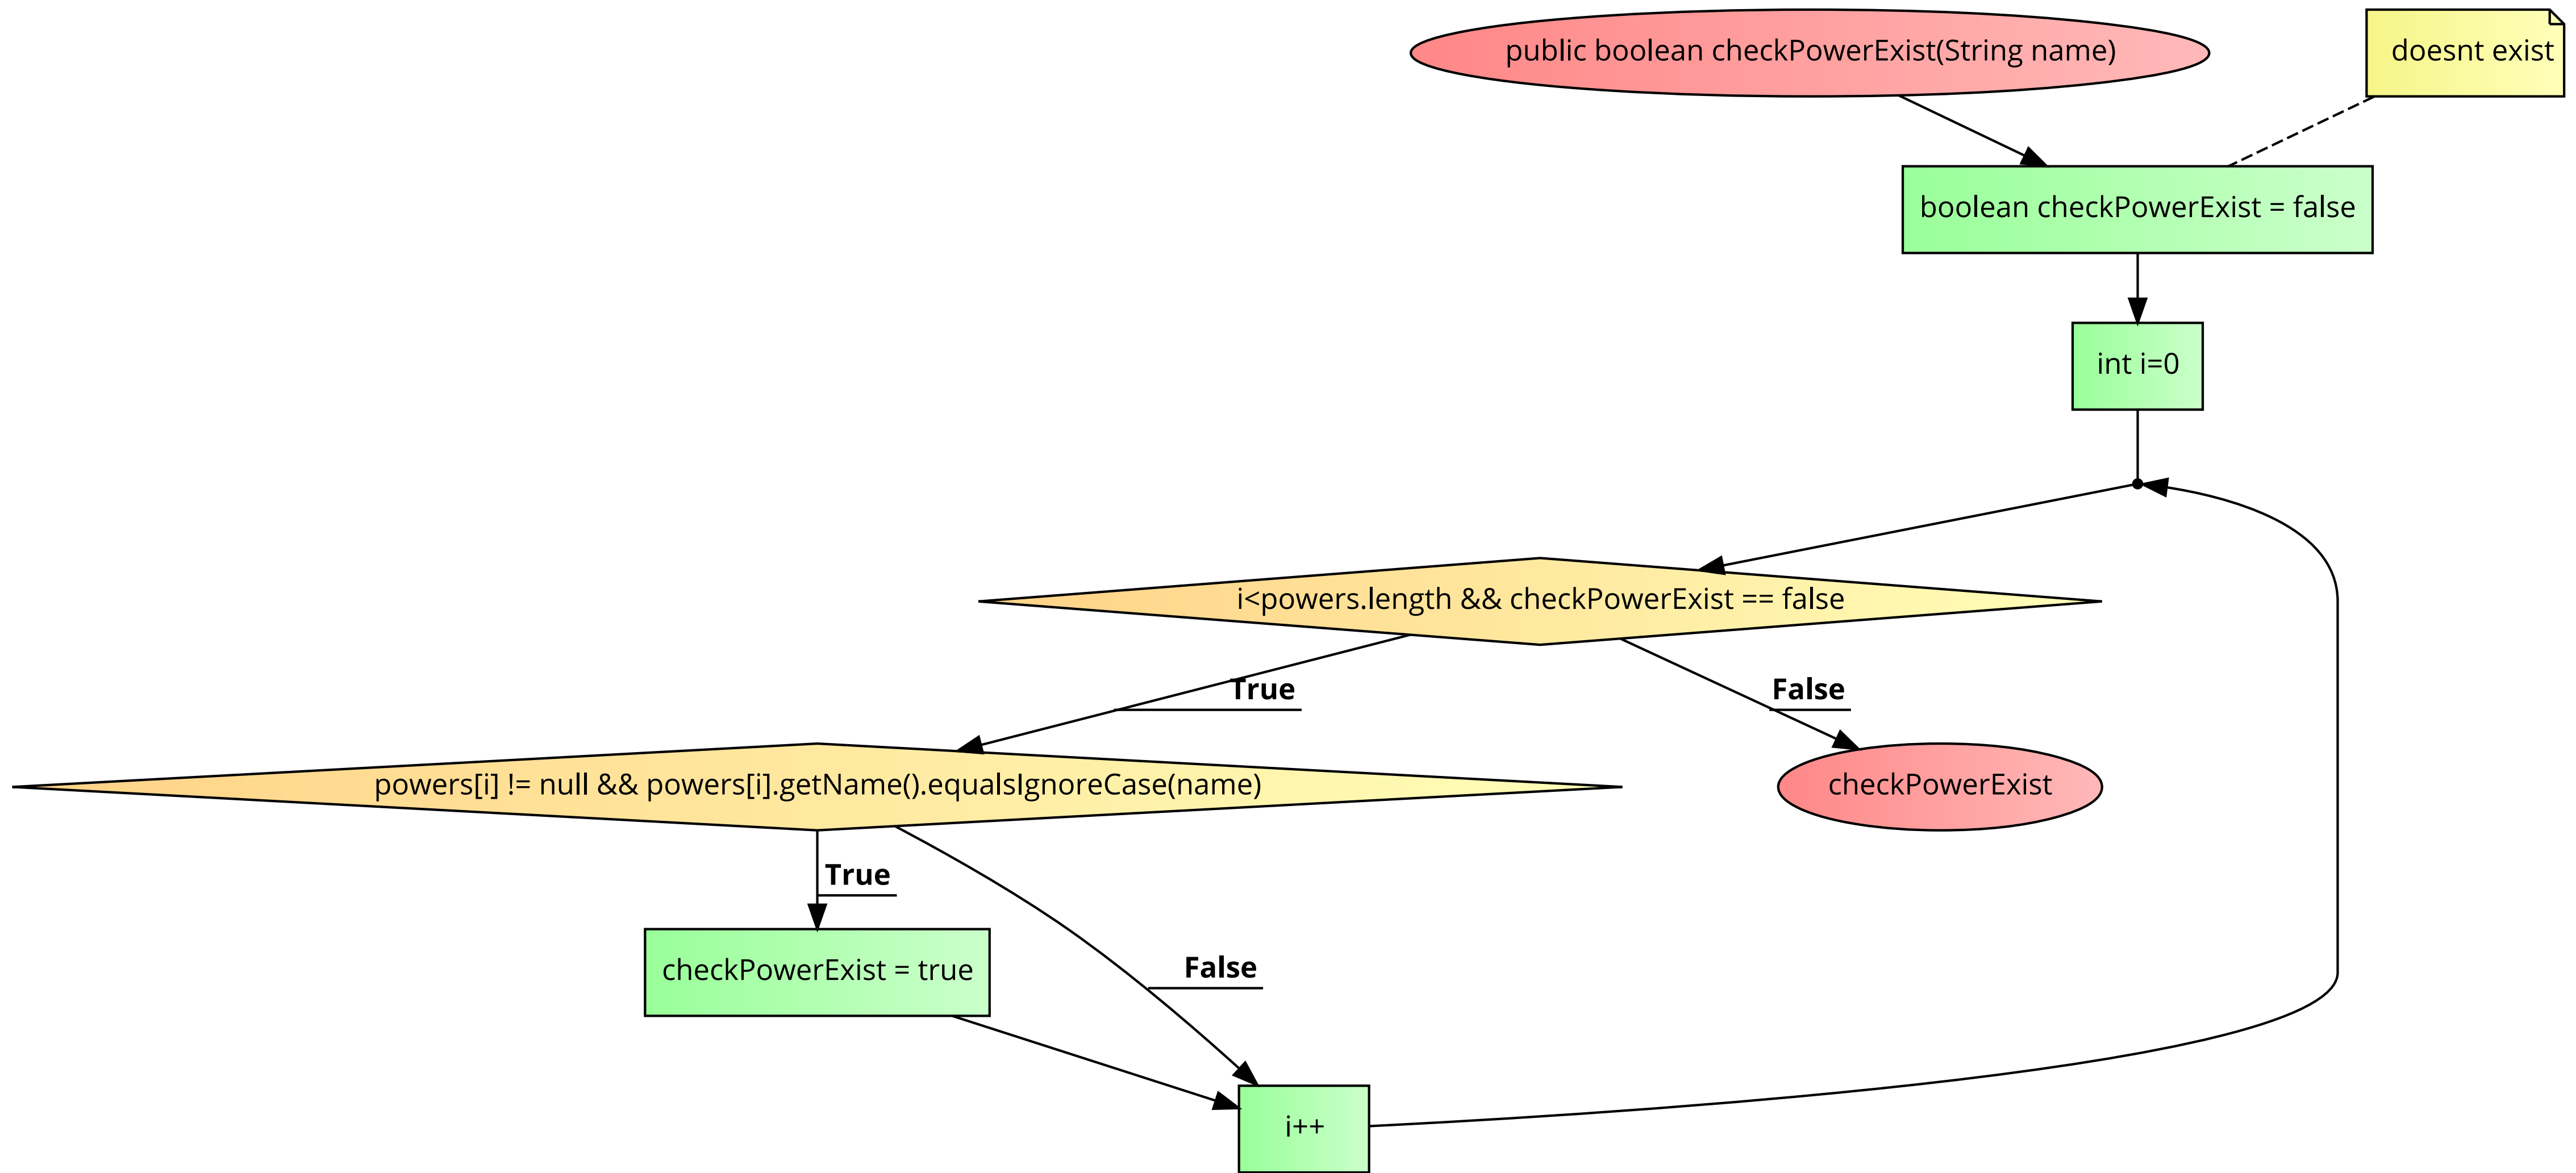 public boolean checkPowerExist(String name)
doesnt exist
boolean checkPowerExist = false
int i=0
i<powers.length && checkPowerExist == false
True
False
powers[i] != null && powers[i].getName().equalsIgnoreCase(name)
checkPowerExist
True
False
checkPowerExist = true
i++